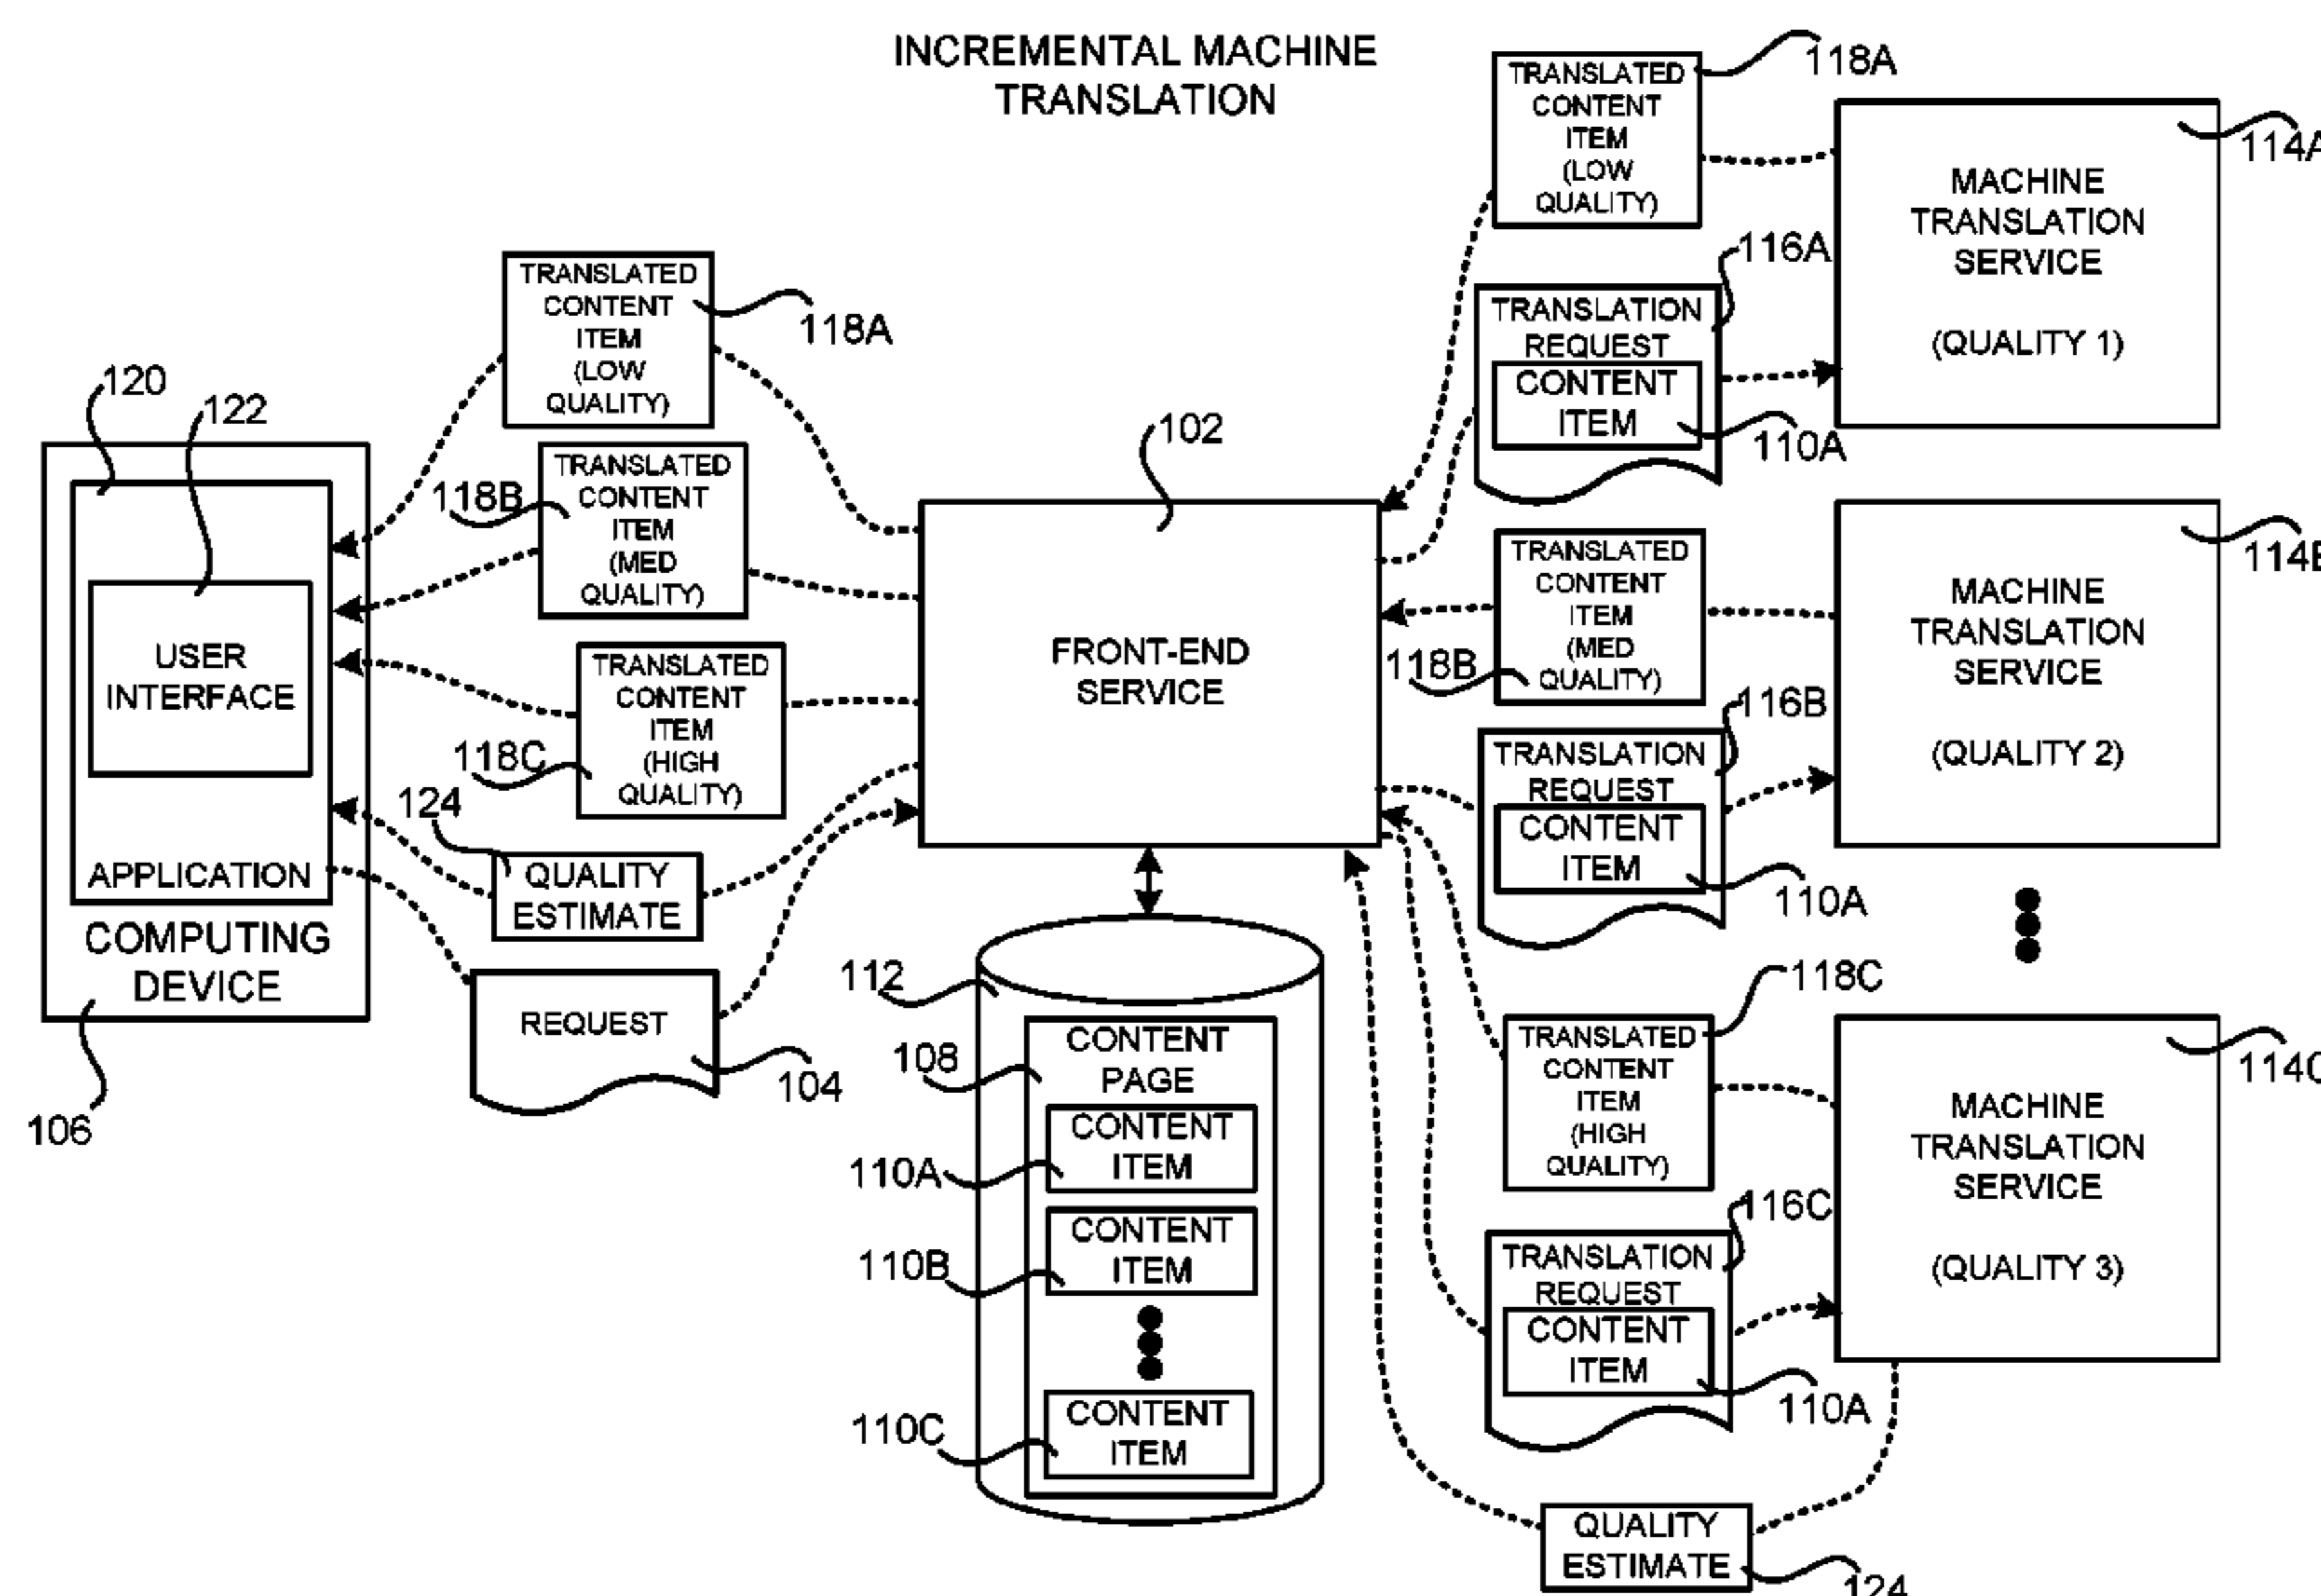 INCREMENTAL MACHINE
TRANSLATION
120
122
USER
INTERFACE
APPLICATION
COMPUTING
DEVICE
106
TRANSLATED
CONTENT
ITEM
(LOW
QUALITY)
118A
TRANSLATED
CONTENT
ITEM
(MED
QUALITY)
118B
TRANSLATED
CONTENT
ITEM
(HIGH
QUALITY)
118C
124
QUALITY
ESTIMATE
REQUEST
104
102
FRONT-END
SERVICE
112
108
CONTENT
PAGE
CONTENT
ITEM
110A
CONTENT
ITEM
110B
CONTENT
ITEM
110C
TRANSLATED
CONTENT
ITEM
(LOW
QUALITY)
118A
116A
TRANSLATION
REQUEST
CONTENT
ITEM
110A
TRANSLATED
CONTENT
ITEM
(MED
QUALITY)
118B
116B
TRANSLATION
REQUEST
CONTENT
ITEM
110A
118C
TRANSLATED
CONTENT
ITEM
(HIGH
QUALITY)
116C
TRANSLATION
REQUEST
CONTENT
ITEM
110A
QUALITY
ESTIMATE
124
114A
MACHINE
TRANSLATION
SERVICE
(QUALITY 1)
114B
MACHINE
TRANSLATION
SERVICE
(QUALITY 2)
114C
MACHINE
TRANSLATION
SERVICE
(QUALITY 3)